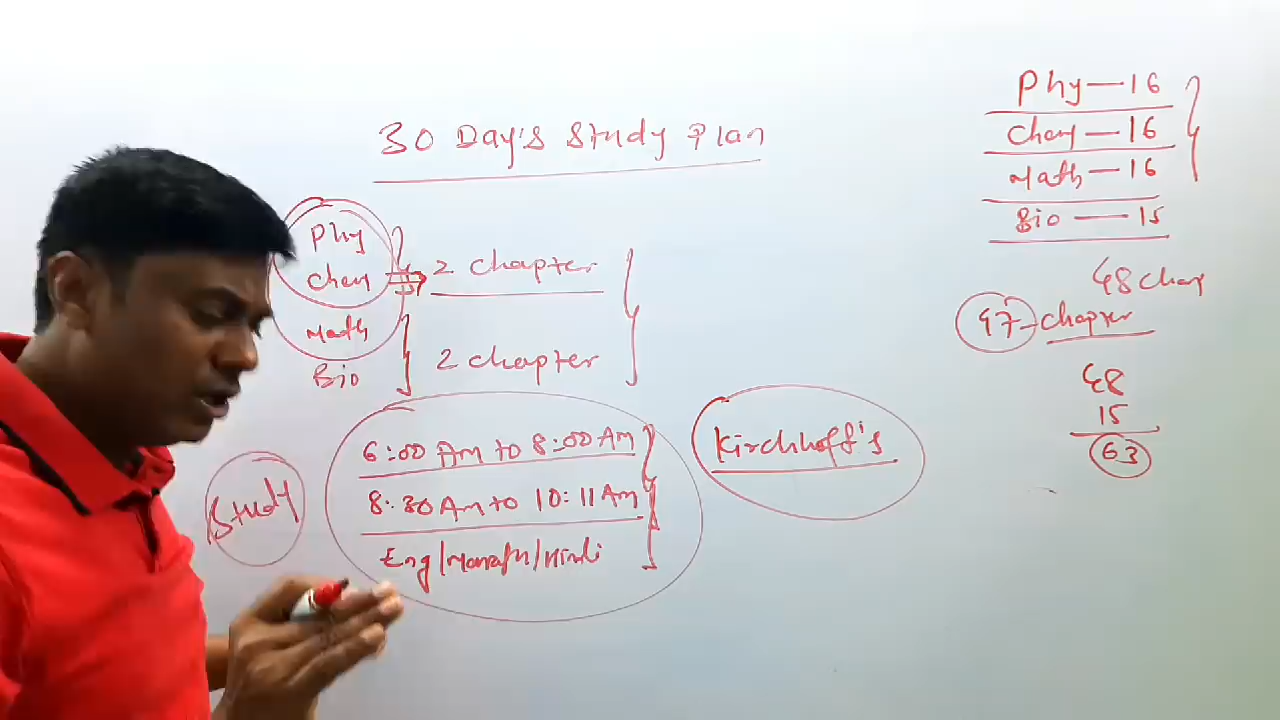 30 Day's Study Plan
Phy
Chem
Math
Bio
2 chapter
2 chapter
Study
6:00 Am to 8:00 AM
8:30 Am to 10:11 Am
Eng/Marath/Hindi
Kirchhoff's
Phy—16
Chem—16
Math—16
Bio—15
48 Chap
47-chapter
48
15
63